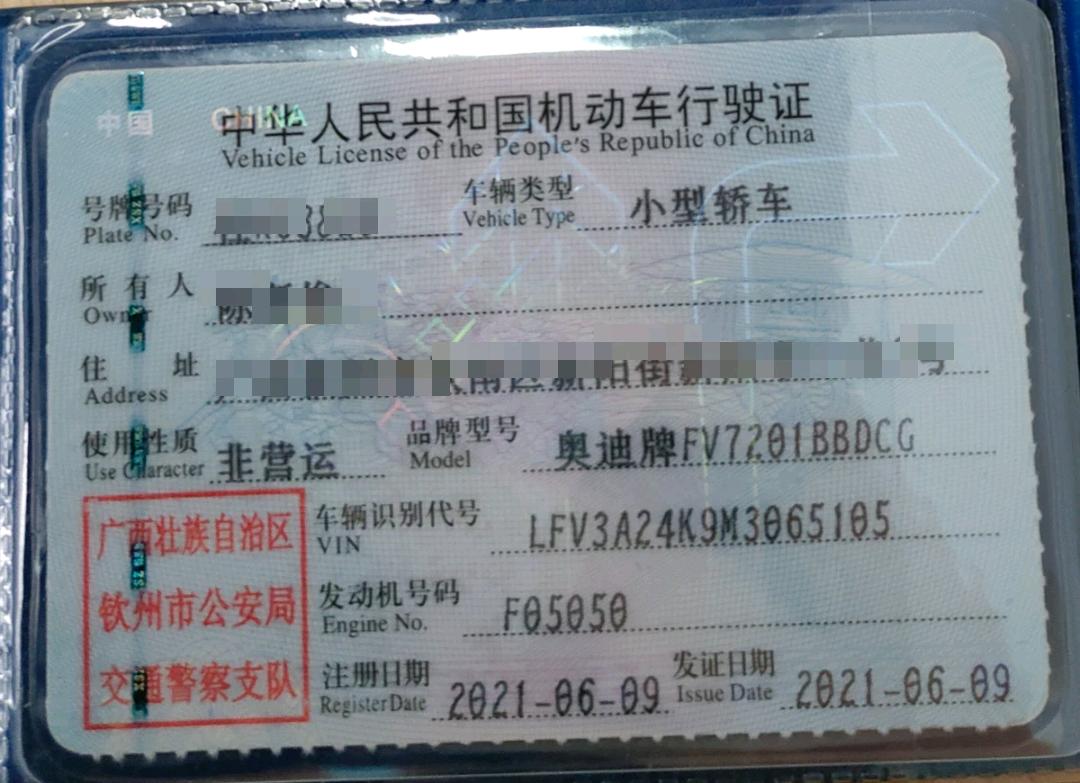 中国 CHINA
中华人民共和国机动车行驶证
Vehicle License of the People's Republic of China
号牌号码 车辆类型 小型轿车
Plate No. Vehicle Type
所有人
Owner
住址 号
Address
使用性质 非营运 品牌型号 奥迪牌FV7201BBDCG
Use Character Model
广西壮族自治区 车辆识别代号 LFV3A24K9M3065105
VIN
钦州市公安局 发动机号码 F05050
Engine No.
交通警察支队 注册日期 2021-06-09 发证日期 2021-06-09
Register Date Issue Date